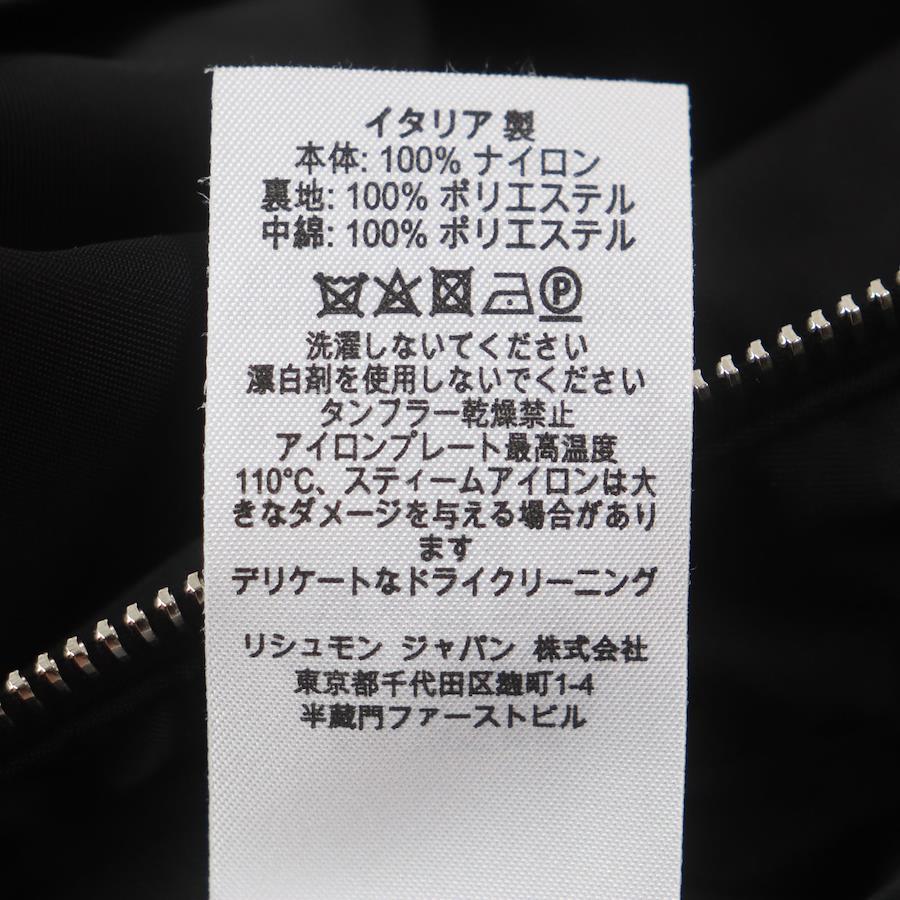 イタリア 製
本体: 100% ナイロン
裏地: 100% ポリエステル
中綿: 100% ポリエステル
P
洗濯しないてください
漂白剤を使用しないでください
タンブラー乾燥禁止
アイロンプレート最高温度
110°C、スティームアイロンは大
きなダメージを与える場合があり
ます
デリケートなドライクリーニング
リシュモン ジャパン 株式会社
東京都千代田区麹町1-4
半蔵門ファーストビル